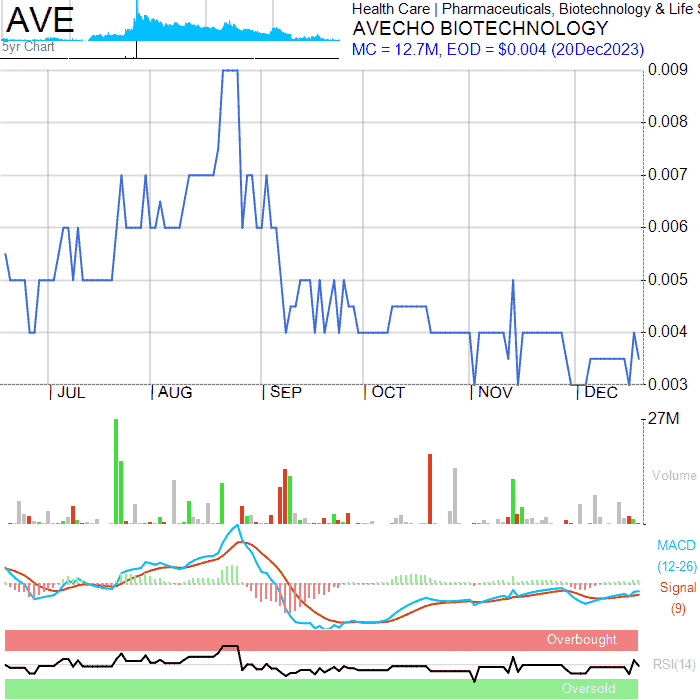 AVE
5yr Chart
Health Care | Pharmaceuticals, Biotechnology & Life S
AVECHO BIOTECHNOLOGY
MC = 12.7M, EOD = $0.004 (20Dec2023)
0.009
0.008
0.007
0.006
0.005
0.004
0.003
JUL
AUG
SEP
OCT
NOV
DEC
27M
Volume
MACD
(12-26)
Signal
(9)
Overbought
RSI(14)
Oversold